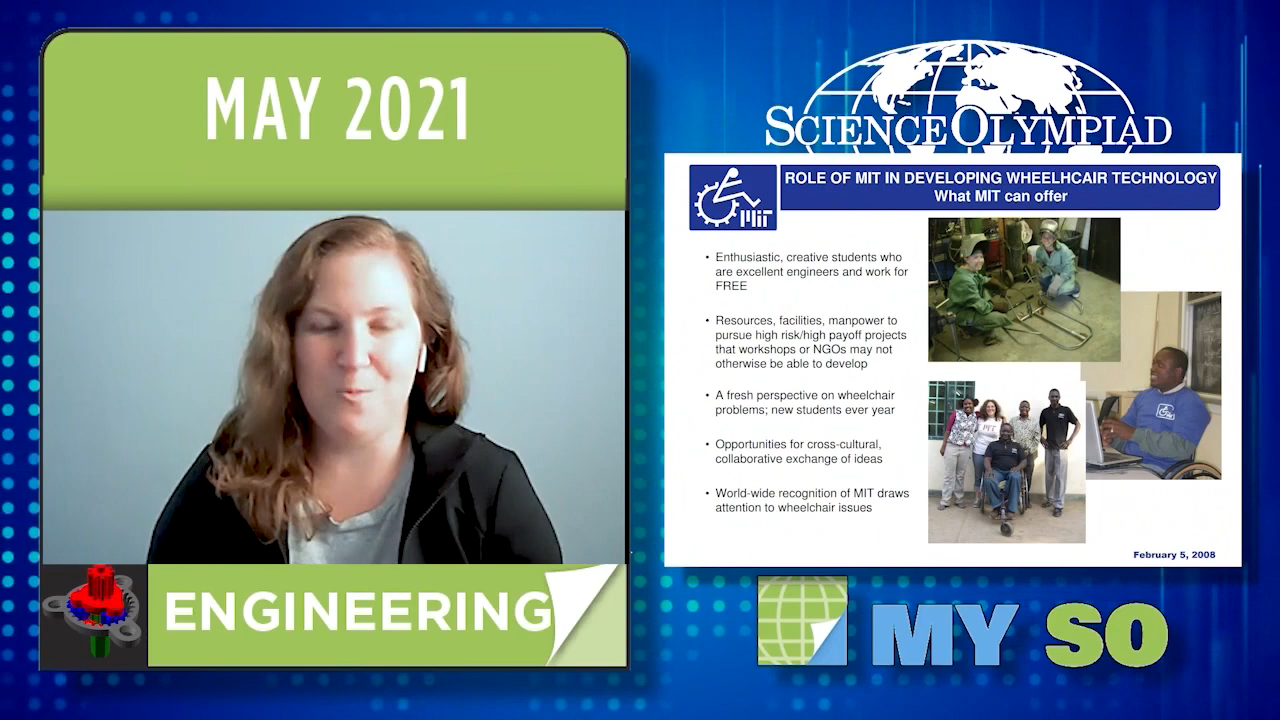 MAY 2021
ENGINEERING
SCIENCE OLYMPIAD
MIT
ROLE OF MIT IN DEVELOPING WHEELHCAIR TECHNOLOGY
What MIT can offer
• Enthusiastic, creative students who
are excellent engineers and work for
FREE
• Resources, facilities, manpower to
pursue high risk/high payoff projects
that workshops or NGOs may not
otherwise be able to develop
• A fresh perspective on wheelchair
problems; new students ever year
• Opportunities for cross-cultural,
collaborative exchange of ideas
• World-wide recognition of MIT draws
attention to wheelchair issues
MIT
February 5, 2008
MY SO